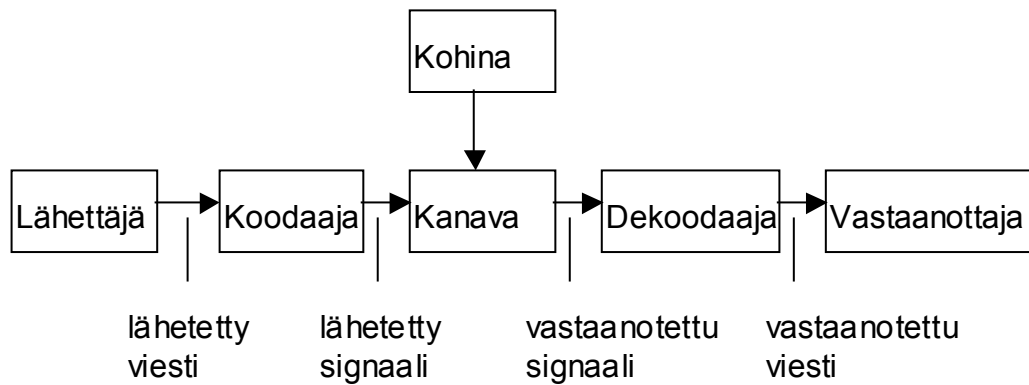 Kohina
Lähettäjä
Koodaaja
Kanava
Dekoodaaja
Vastaanottaja
lähetetty
viesti
lähetetty
signaali
vastaanotettu
signaali
vastaanotettu
viesti